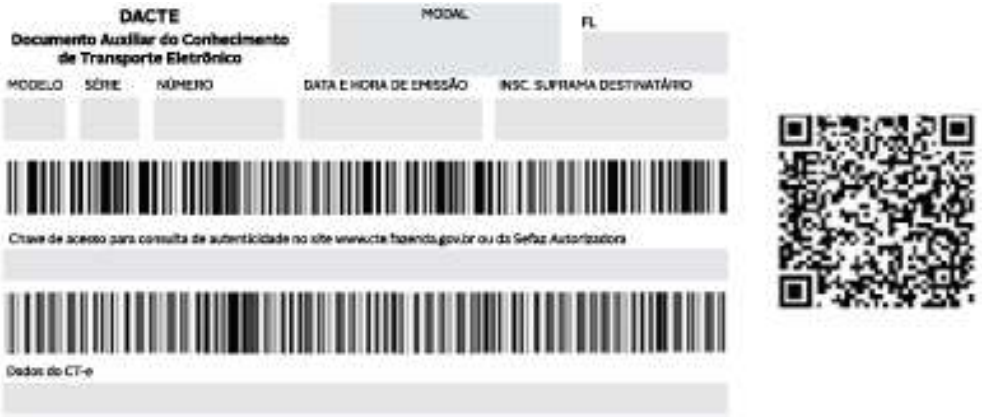 DACTE
Documento Auxiliar do Conhecimento
de Transporte Eletrônico
MODAL
FL
MODELO SÉRIE NÚMERO DATA E HORA DE EMISSÃO INSC. SUFRAMA DESTINATÁRIO
Chave de acesso para consulta de autenticidade no site www.cte.fazenda.gov.br ou da Sefaz Autorizadora
Dados do CT-e